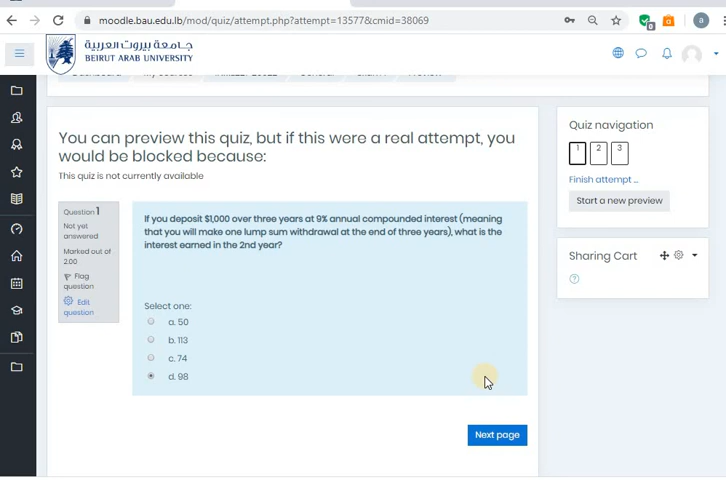 moodle.bau.edu.lb/mod/quiz/attempt.php?attempt=13577&cmid=38069
a
جامعة بيروت العربية
BEIRUT ARAB UNIVERSITY
Dashboard
General
Preview
You can preview this quiz, but if this were a real attempt, you
would be blocked because:
This quiz is not currently available
Question 1
Not yet
answered
Marked out of
2.00
Flag
question
Edit
question
If you deposit $1,000 over three years at 9% annual compounded interest (meaning
that you will make one lump sum withdrawal at the end of three years), what is the
interest earned in the 2nd year?
Select one:
a. 50
b. 113
c. 74
d. 98
Next page
Quiz navigation
1 2 3
Finish attempt ...
Start a new preview
Sharing Cart